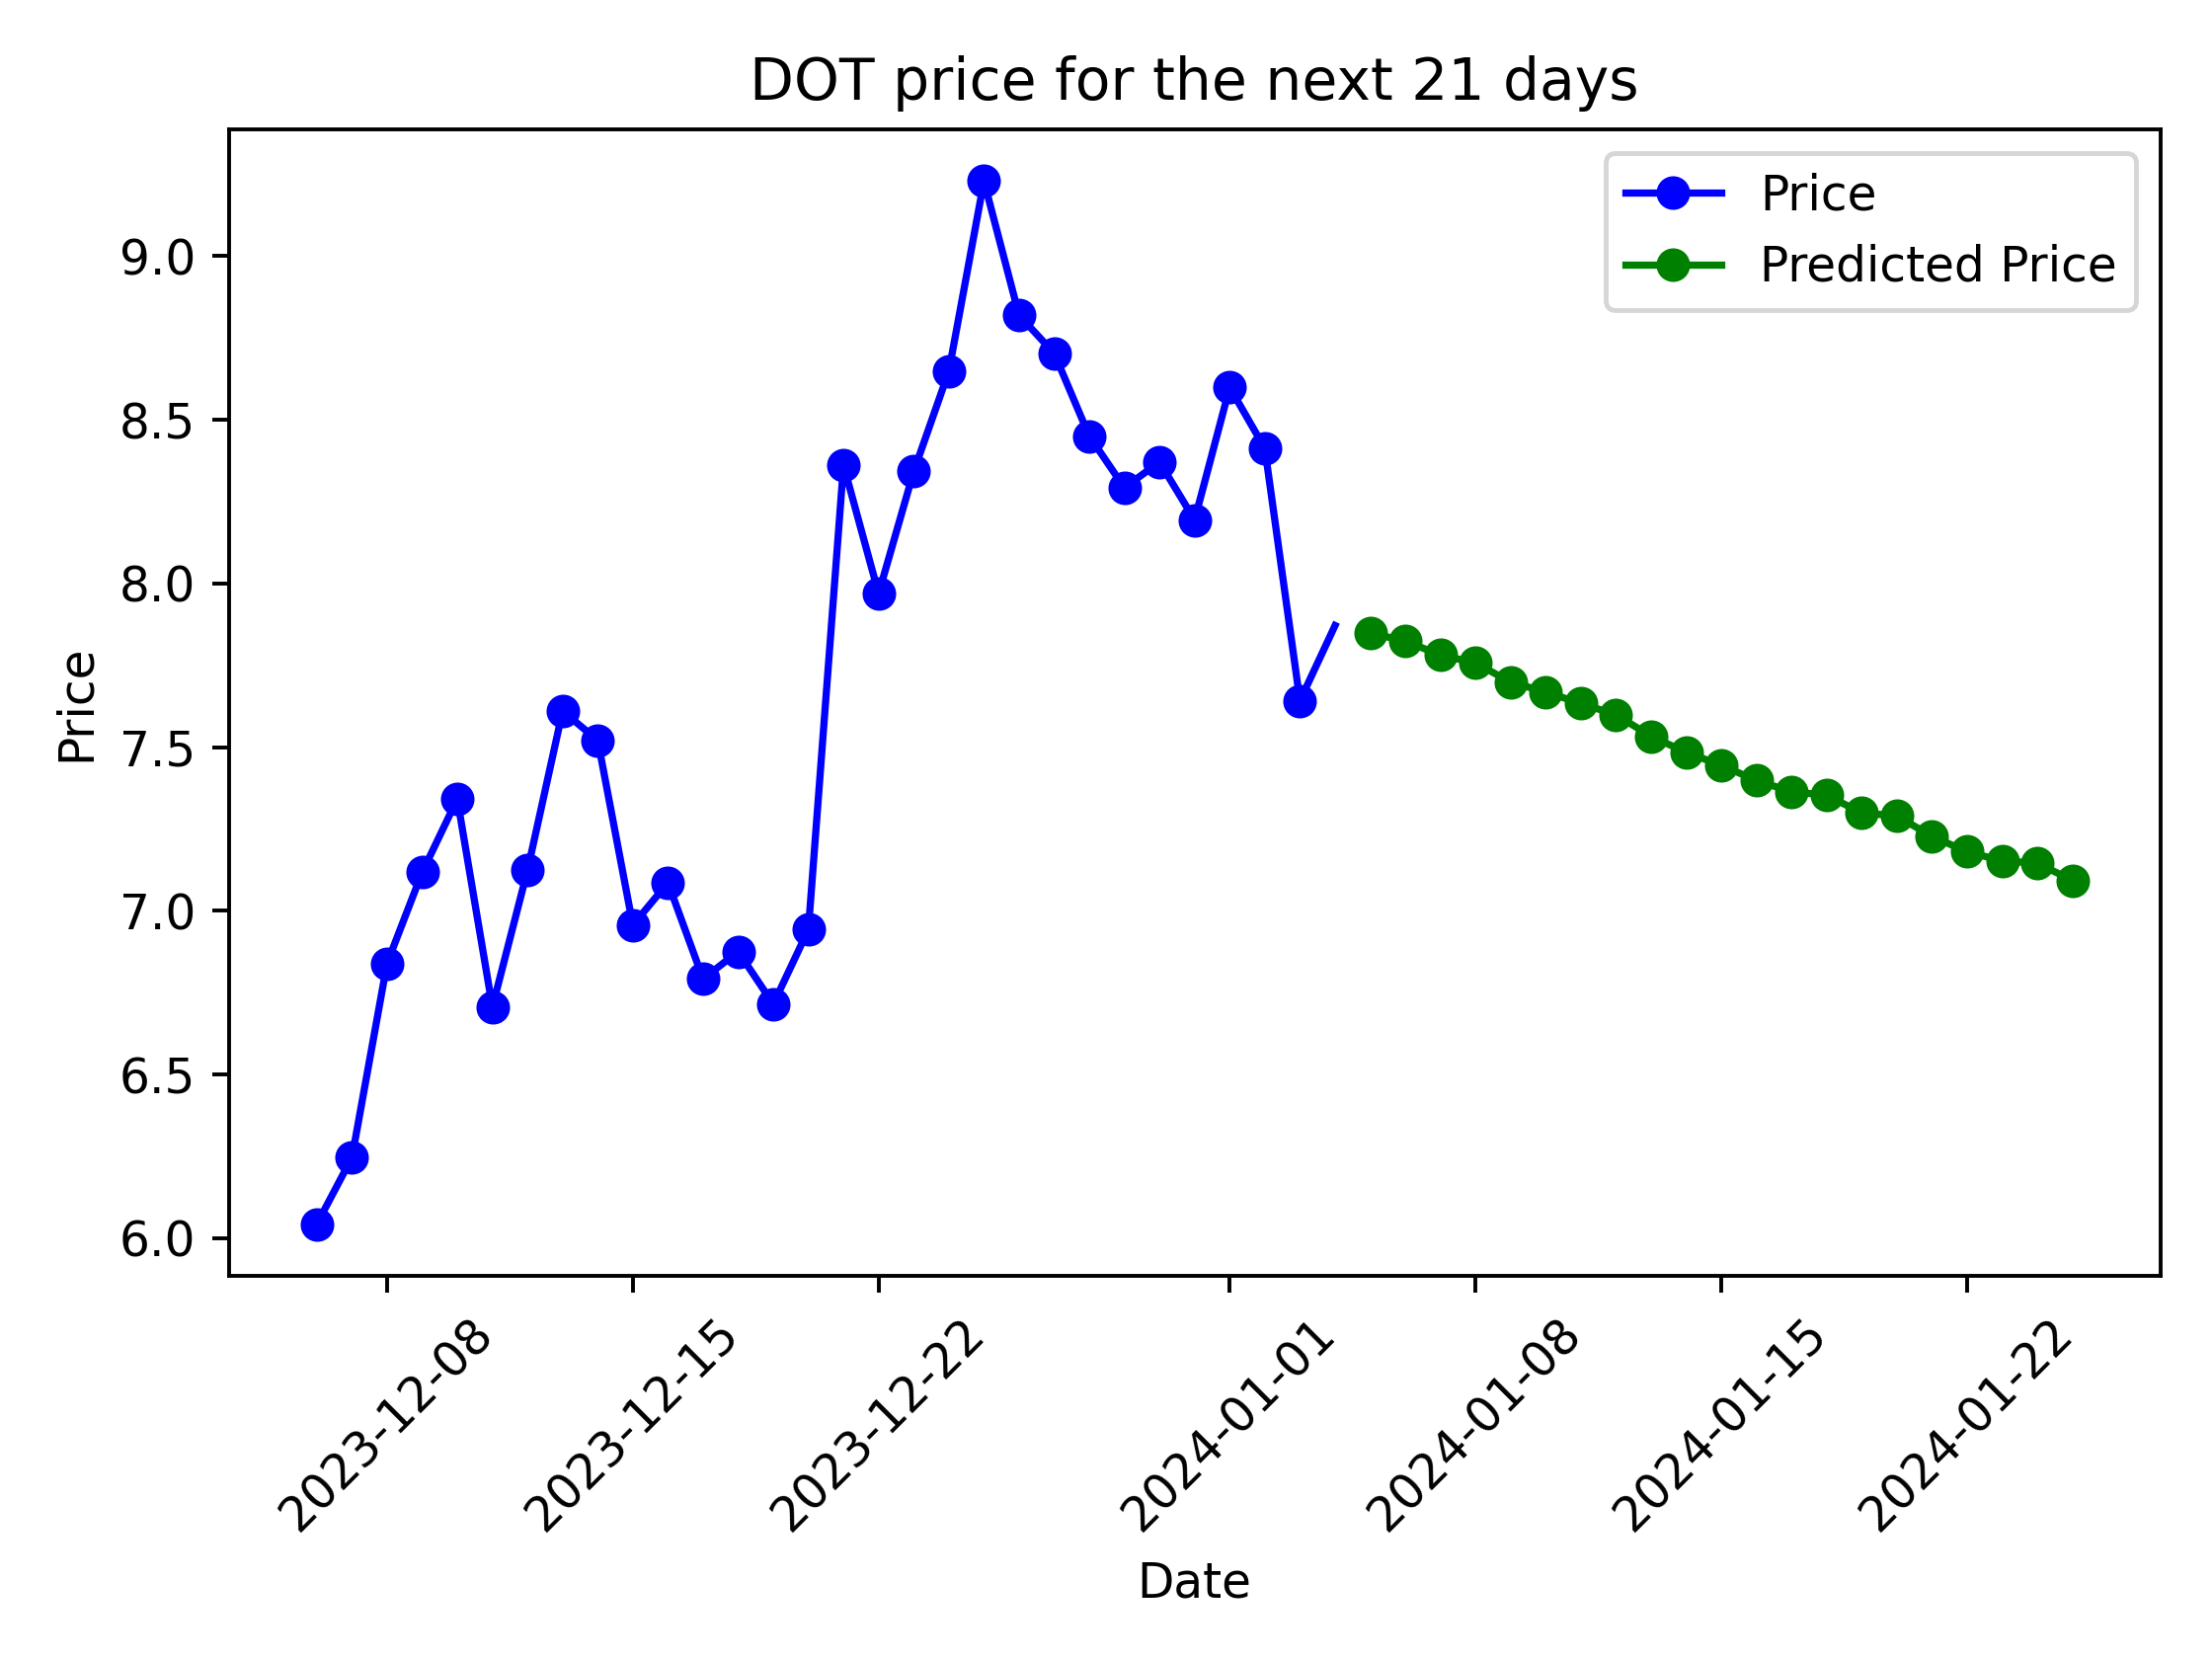 DOT price for the next 21 days
Price
Predicted Price
9.0
8.5
8.0
7.5
7.0
6.5
6.0
Price
2023-12-08
2023-12-15
2023-12-22
2024-01-01
2024-01-08
2024-01-15
2024-01-22
Date